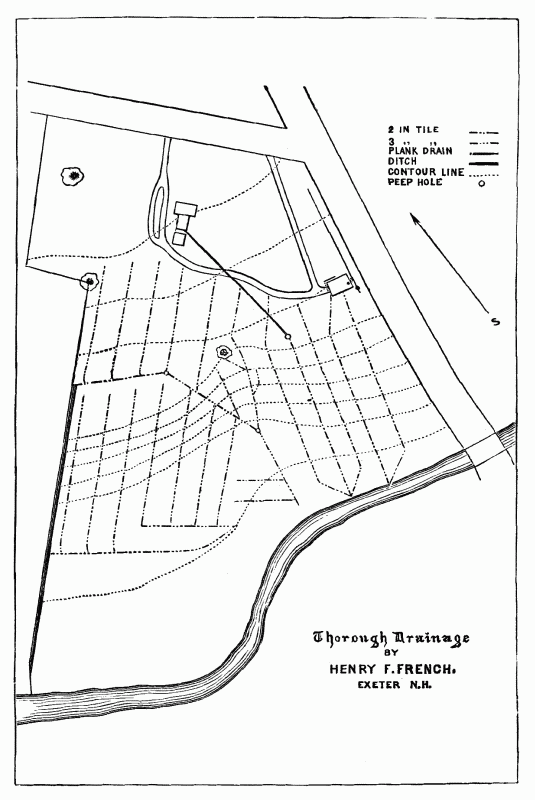 2 IN TILE
3 " "
PLANK DRAIN
DITCH
CONTOUR LINE
PEEP HOLE
S
Thorough Drainage
BY
HENRY F. FRENCH.
EXETER N.H.